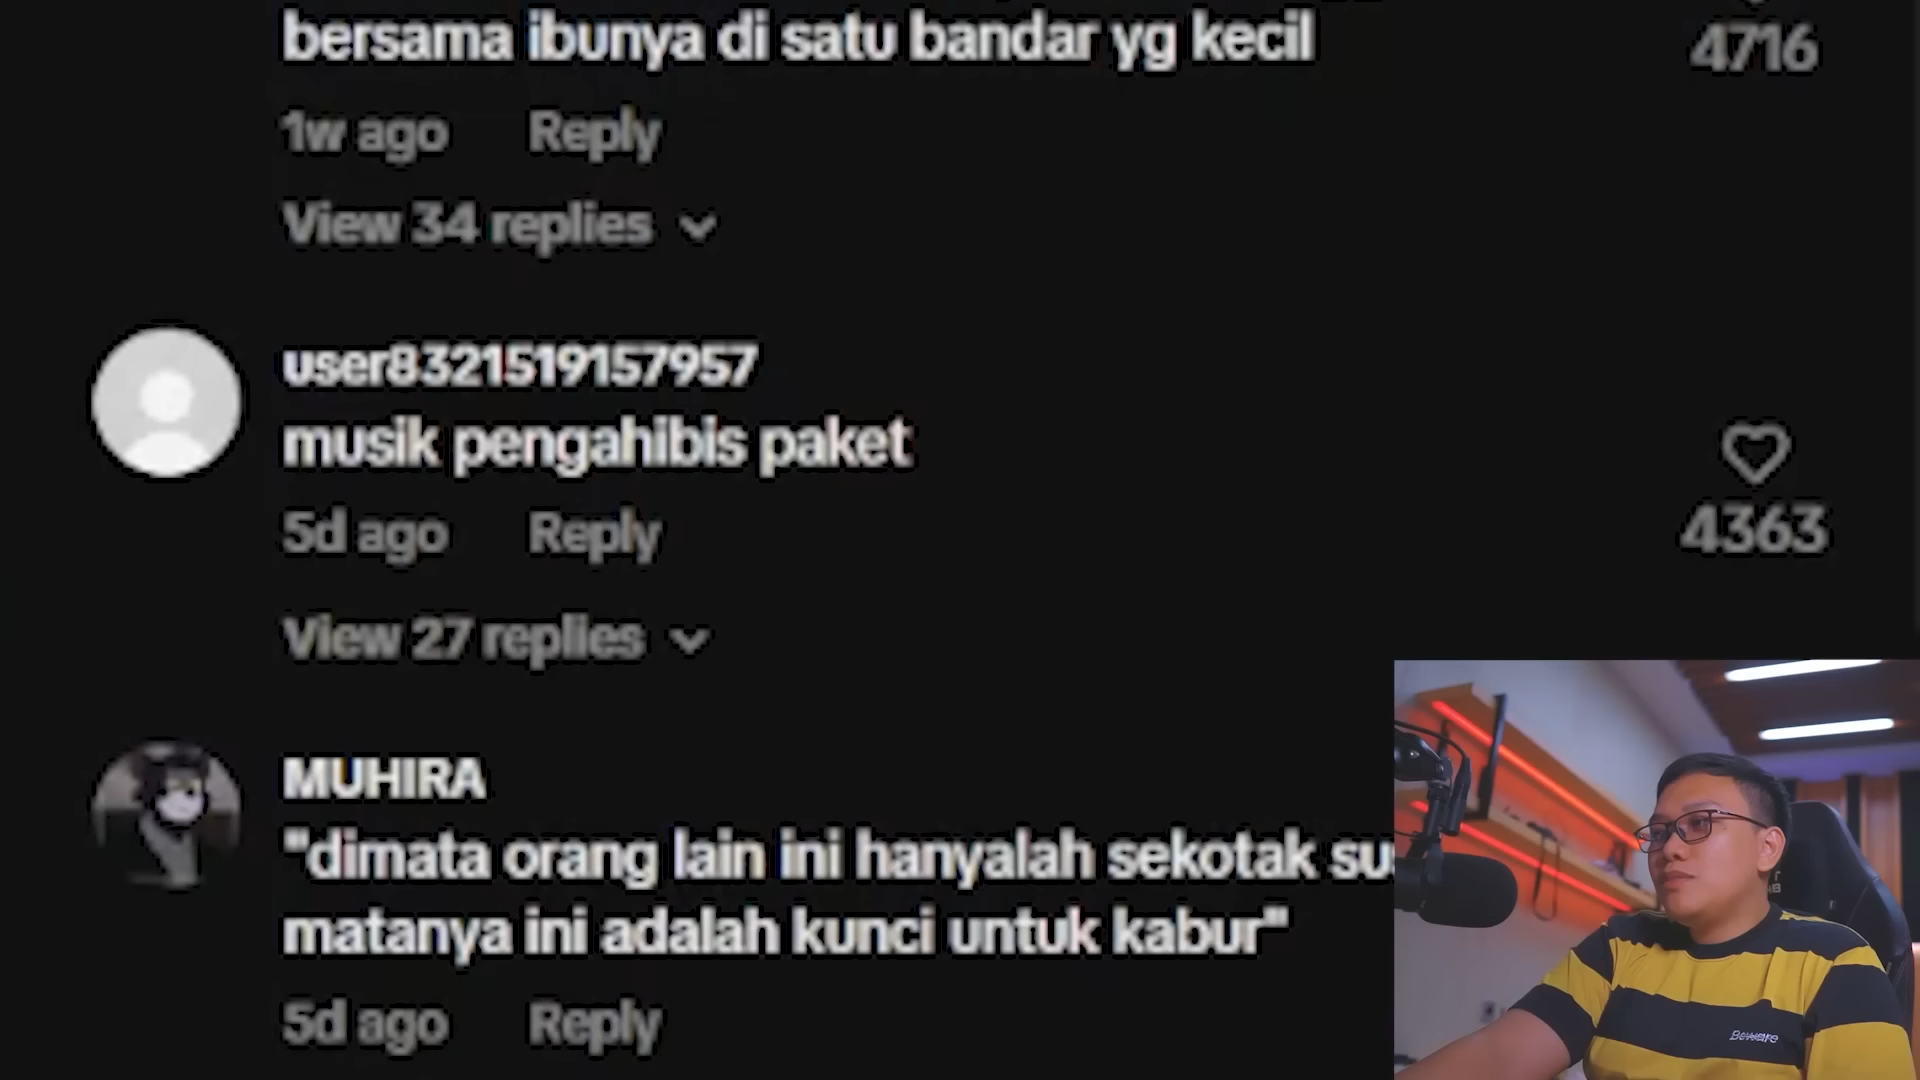 bersama ibunya di satu bandar yg kecil
4716
1w ago Reply
View 34 replies
user8321519157957
musik pengahibis paket
5d ago Reply
4363
View 27 replies
MUHIRA
"dimata orang lain ini hanyalah sekotak
matanya ini adalah kunci untuk kabur"
5d ago Reply
Beware